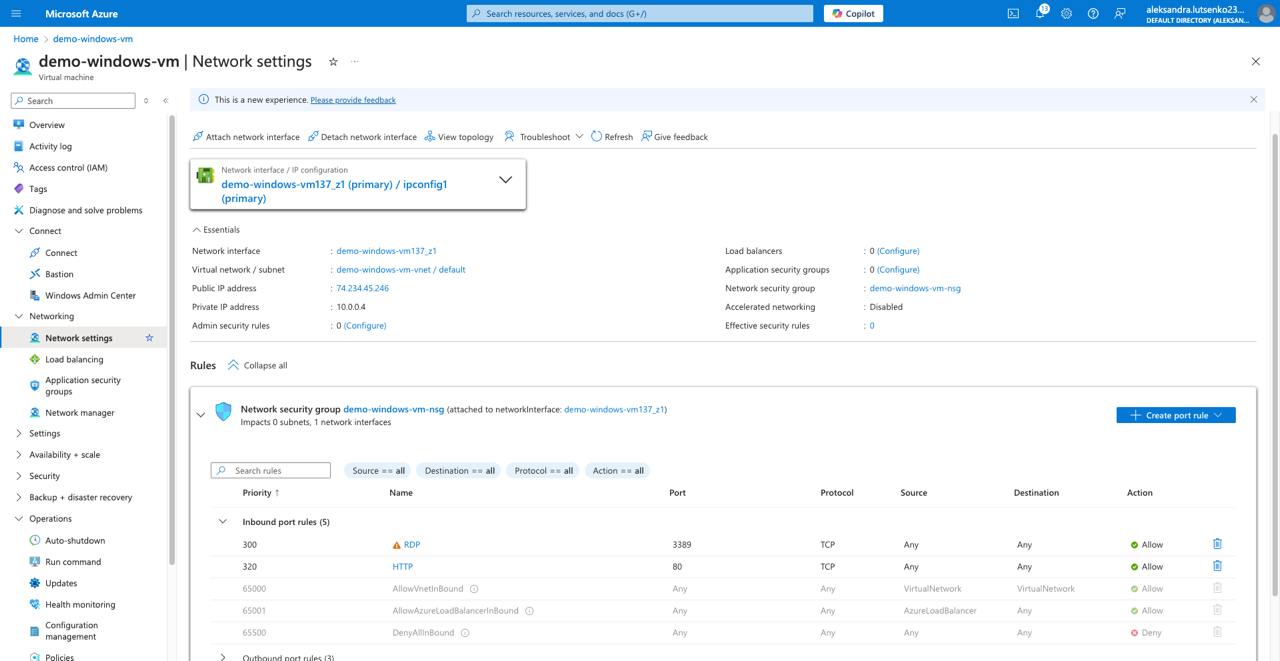 Microsoft Azure
Search resources, services, and docs (G+/)
Copilot
13
aleksandra.lutsenko23...
DEFAULT DIRECTORY (ALEKSAN...
Home > demo-windows-vm
demo-windows-vm | Network settings
Virtual machine
Search
This is a new experience. Please provide feedback
Overview
Activity log
Access control (IAM)
Tags
Diagnose and solve problems
Connect
Connect
Bastion
Windows Admin Center
Networking
Network settings
Load balancing
Application security
groups
Network manager
Settings
Availability + scale
Security
Backup + disaster recovery
Operations
Auto-shutdown
Run command
Updates
Health monitoring
Configuration
management
Policies
Attach network interface Detach network interface View topology Troubleshoot Refresh Give feedback
Network interface / IP configuration
demo-windows-vm137_z1 (primary) / ipconfig1
(primary)
Essentials
Network interface : demo-windows-vm137_z1
Virtual network / subnet : demo-windows-vm-vnet / default
Public IP address : 74.234.45.246
Private IP address : 10.0.0.4
Admin security rules : 0 (Configure)
Load balancers : 0 (Configure)
Application security groups : 0 (Configure)
Network security group : demo-windows-vm-nsg
Accelerated networking : Disabled
Effective security rules : 0
Rules Collapse all
Network security group demo-windows-vm-nsg (attached to networkInterface: demo-windows-vm137_z1)
Impacts 0 subnets, 1 network interfaces
Create port rule
Search rules Source == all Destination == all Protocol == all Action == all
Priority ↑ Name Port Protocol Source Destination Action
Inbound port rules (5)
300 RDP 3389 TCP Any Any Allow
320 HTTP 80 TCP Any Any Allow
65000 AllowVnetInBound Any Any VirtualNetwork VirtualNetwork Allow
65001 AllowAzureLoadBalancerInBound Any Any AzureLoadBalancer Any Allow
65500 DenyAllInBound Any Any Any Any Deny
Outbound port rules (3)